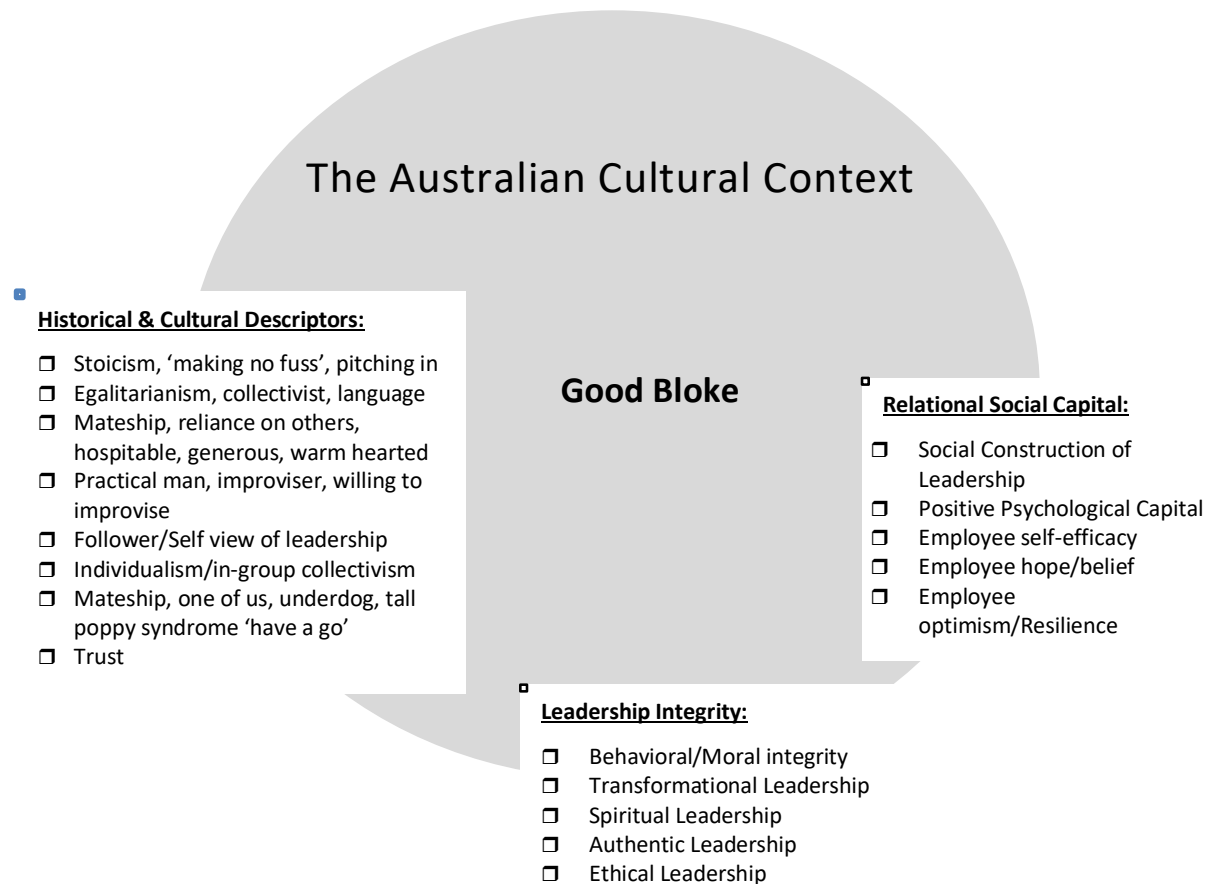 The Australian Cultural Context
Historical & Cultural Descriptors:
❒ Stoicism, ‘making no fuss’, pitching in
❒ Egalitarianism, collectivist, language
❒ Mateship, reliance on others,
hospitable, generous, warm hearted
❒ Practical man, improviser, willing to
improvise
❒ Follower/Self view of leadership
❒ Individualism/in-group collectivism
❒ Mateship, one of us, underdog, tall
poppy syndrome ‘have a go’
❒ Trust
Good Bloke
Relational Social Capital:
❒ Social Construction of
Leadership
❒ Positive Psychological Capital
❒ Employee self-efficacy
❒ Employee hope/belief
❒ Employee
optimism/Resilience
Leadership Integrity:
❒ Behavioral/Moral integrity
❒ Transformational Leadership
❒ Spiritual Leadership
❒ Authentic Leadership
❒ Ethical Leadership